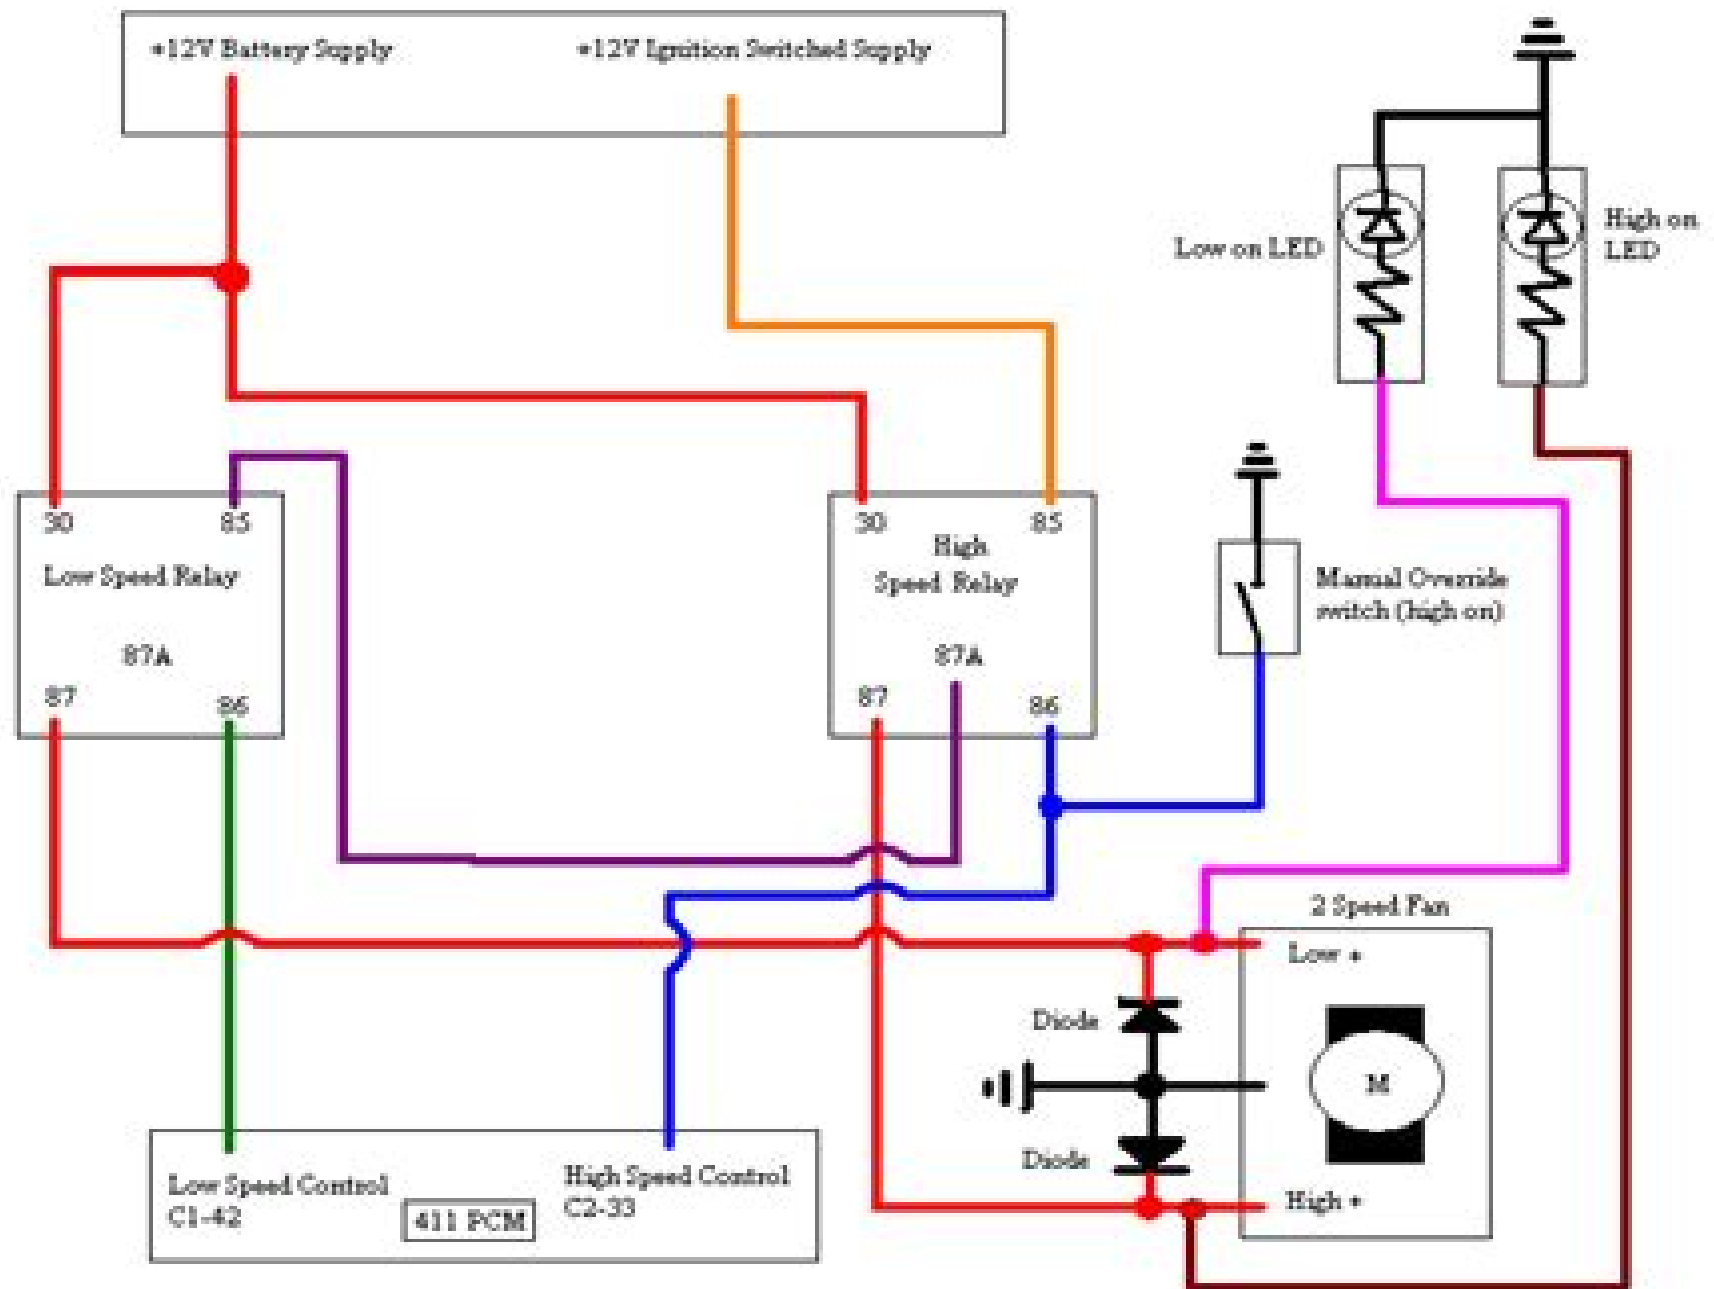 +12V Battery Supply
+12V Ignition Switched Supply
Low on LED
High on
LED
30
85
Low Speed Relay
87A
87
86
30
85
High
Speed Relay
87A
87
86
Manual Override
switch (high on)
2 Speed Fan
Low +
Diode
M
Diode
High +
Low Speed Control
C1-42
411 PCM
High Speed Control
C2-33